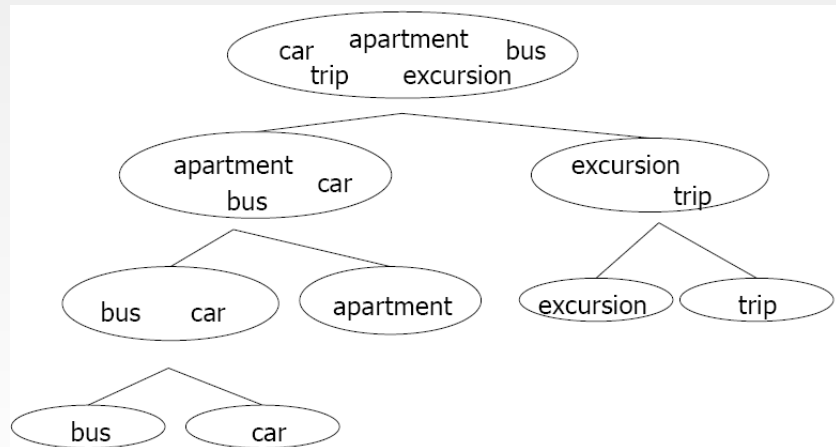 car apartment bus
trip excursion
apartment car
bus
excursion
trip
bus car
apartment
excursion
trip
bus
car